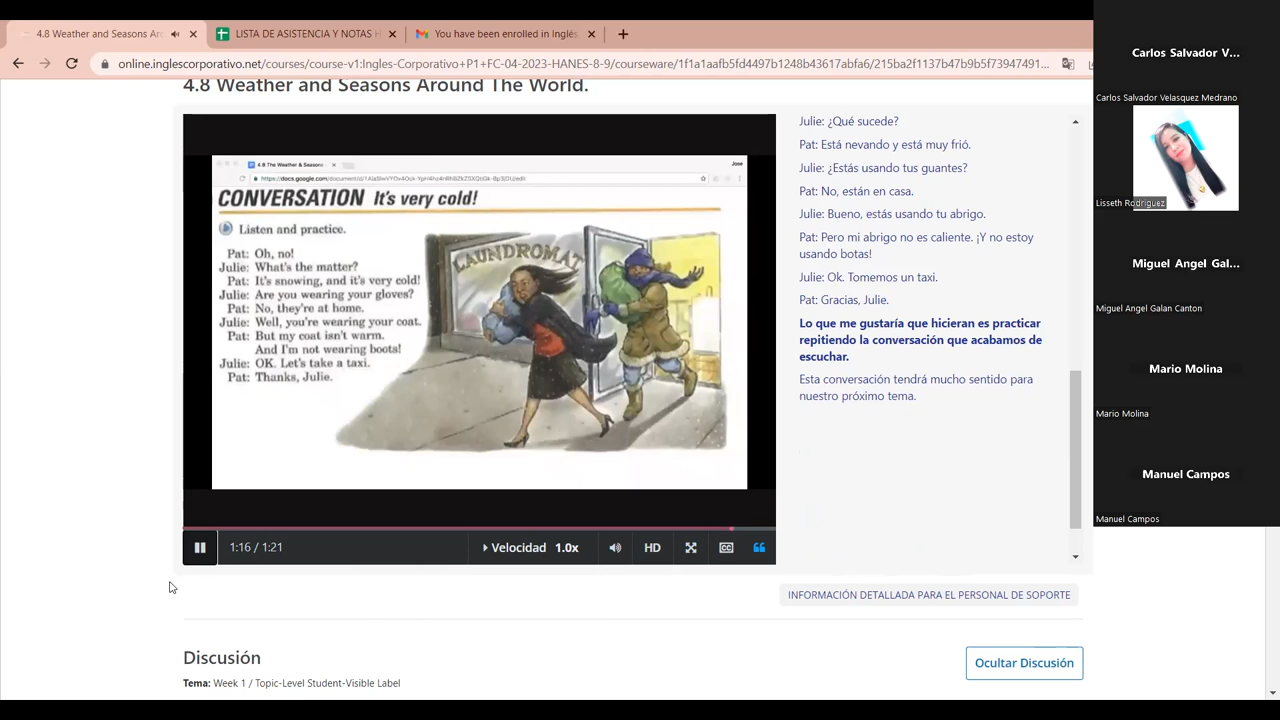 4.8 Weather and Seasons Arc
LISTA DE ASISTENCIA Y NOTAS H
You have been enrolled in Inglés
online.inglescorporativo.net/courses/course-v1:Ingles-Corporativo+P1+FC-04-2023-HANES-8-9/courseware/1f1a1aafb5fd4497b1248b43617abfa6/215ba2f1137b47b9b5f73947491...
4.8 Weather and Seasons Around The World.
4.8 The Weather & Seasons
Jose
CONVERSATION It's very cold!
Listen and practice.
Pat: Oh, no!
Julie: What's the matter?
Pat: It's snowing, and it's very cold!
Julie: Are you wearing your gloves?
Pat: No, they're at home.
Julie: Well, you're wearing your coat.
Pat: But my coat isn't warm.
And I'm not wearing boots!
Julie: OK. Let's take a taxi.
Pat: Thanks, Julie.
LAUNDROMAT
1:16 / 1:21
Velocidad 1.0x
HD
CC
Julie: ¿Qué sucede?
Pat: Está nevando y está muy frió.
Julie: ¿Estás usando tus guantes?
Pat: No, están en casa.
Julie: Bueno, estás usando tu abrigo.
Pat: Pero mi abrigo no es caliente. ¡Y no estoy
usando botas!
Julie: Ok. Tomemos un taxi.
Pat: Gracias, Julie.
Lo que me gustaría que hicieran es practicar
repitiendo la conversación que acabamos de
escuchar.
Esta conversación tendrá mucho sentido para
nuestro próximo tema.
INFORMACIÓN DETALLADA PARA EL PERSONAL DE SOPORTE
Discusión
Ocultar Discusión
Tema: Week 1 / Topic-Level Student-Visible Label
Carlos Salvador V...
Carlos Salvador Velasquez Medrano
Lisseth Rodriguez
Miguel Angel Gal...
Miguel Angel Galan Canton
Mario Molina
Mario Molina
Manuel Campos
Manuel Campos